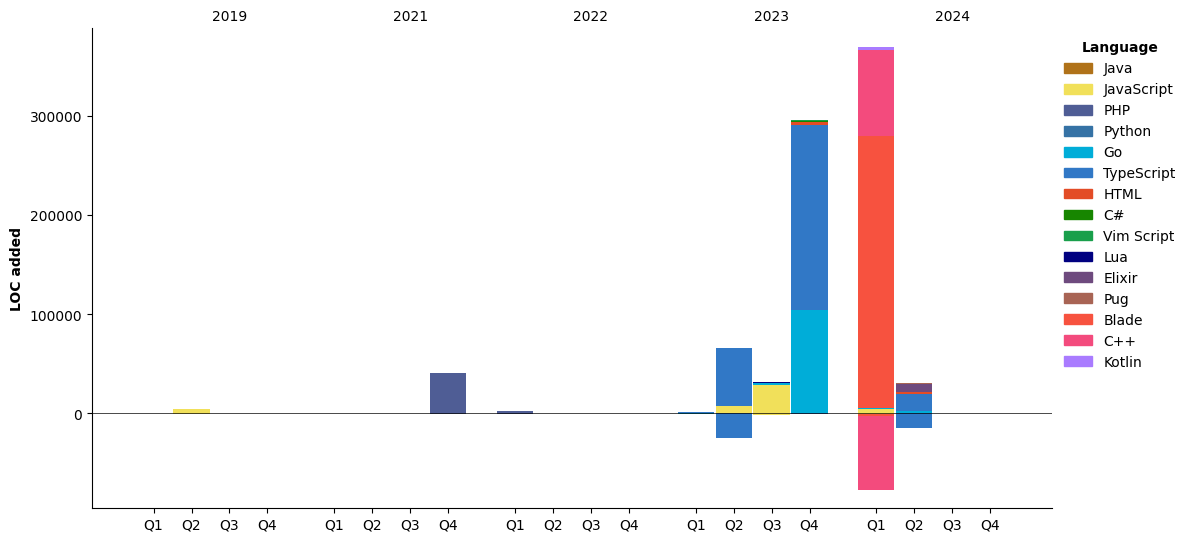 2019 2021 2022 2023 2024
LOC added
300000
200000
100000
0
Q1 Q2 Q3 Q4 Q1 Q2 Q3 Q4 Q1 Q2 Q3 Q4 Q1 Q2 Q3 Q4 Q1 Q2 Q3 Q4
Language
Java
JavaScript
PHP
Python
Go
TypeScript
HTML
C#
Vim Script
Lua
Elixir
Pug
Blade
C++
Kotlin